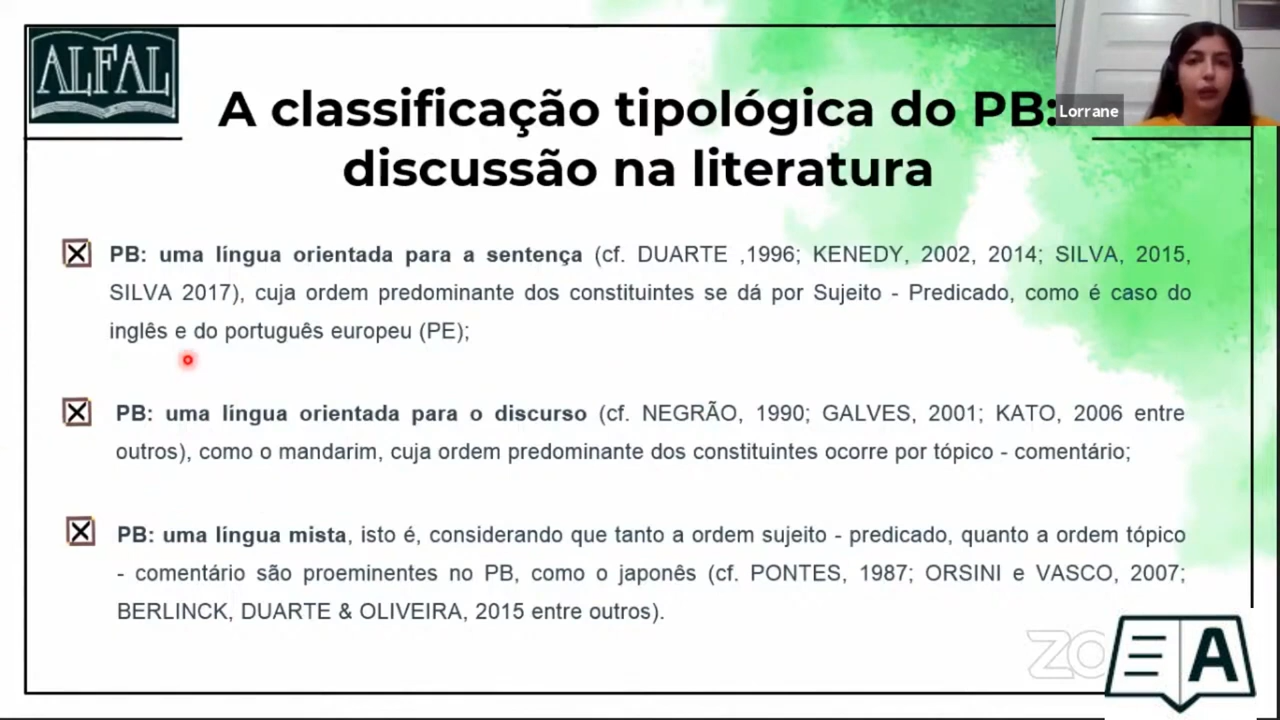 ALFAL
A classificação tipológica do PB:
discussão na literatura
Lorrane
PB: uma língua orientada para a sentença (cf. DUARTE ,1996; KENEDY, 2002, 2014; SILVA, 2015,
SILVA 2017), cuja ordem predominante dos constituintes se dá por Sujeito - Predicado, como é caso do
inglês e do português europeu (PE);
PB: uma língua orientada para o discurso (cf. NEGRÃO, 1990; GALVES, 2001; KATO, 2006 entre
outros), como o mandarim, cuja ordem predominante dos constituintes ocorre por tópico - comentário;
PB: uma língua mista, isto é, considerando que tanto a ordem sujeito - predicado, quanto a ordem tópico
- comentário são proeminentes no PB, como o japonês (cf. PONTES, 1987; ORSINI e VASCO, 2007;
BERLINCK, DUARTE & OLIVEIRA, 2015 entre outros).
A